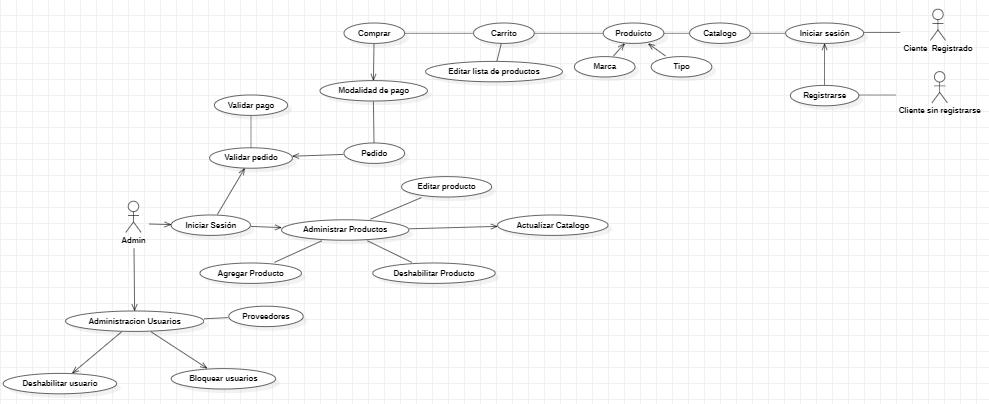 Comprar
Carrito
Produicto
Catalogo
Iniciar sesión
Ciente Registrado
Editar lista de productos
Marca
Tipo
Modalidad de pago
Registrarse
Cliente sin registrarse
Validar pago
Validar pedido
Pedido
Editar producto
Admin
Iniciar Sesión
Administrar Productos
Actualizar Catalogo
Agregar Producto
Deshabilitar Producto
Administracion Usuarios
Proveedores
Deshabilitar usuario
Bloquear usuarios